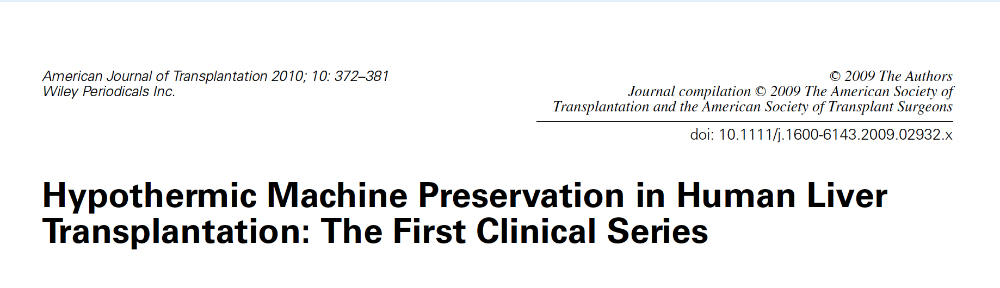 American Journal of Transplantation 2010; 10: 372–381
Wiley Periodicals Inc.
© 2009 The Authors
Journal compilation © 2009 The American Society of
Transplantation and the American Society of Transplant Surgeons
doi: 10.1111/j.1600-6143.2009.02932.x
Hypothermic Machine Preservation in Human Liver
Transplantation: The First Clinical Series